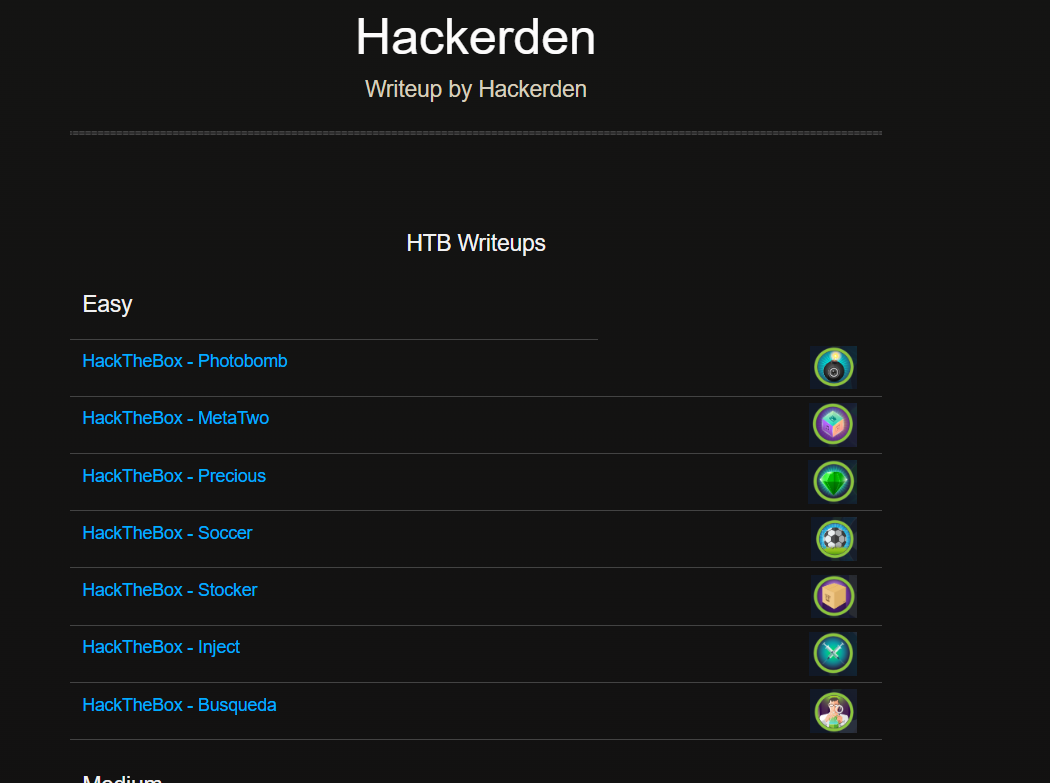 Hackerden
Writeup by Hackerden
HTB Writeups
Easy
HackTheBox - Photobomb
HackTheBox - MetaTwo
HackTheBox - Precious
HackTheBox - Soccer
HackTheBox - Stocker
HackTheBox - Inject
HackTheBox - Busqueda
Medium